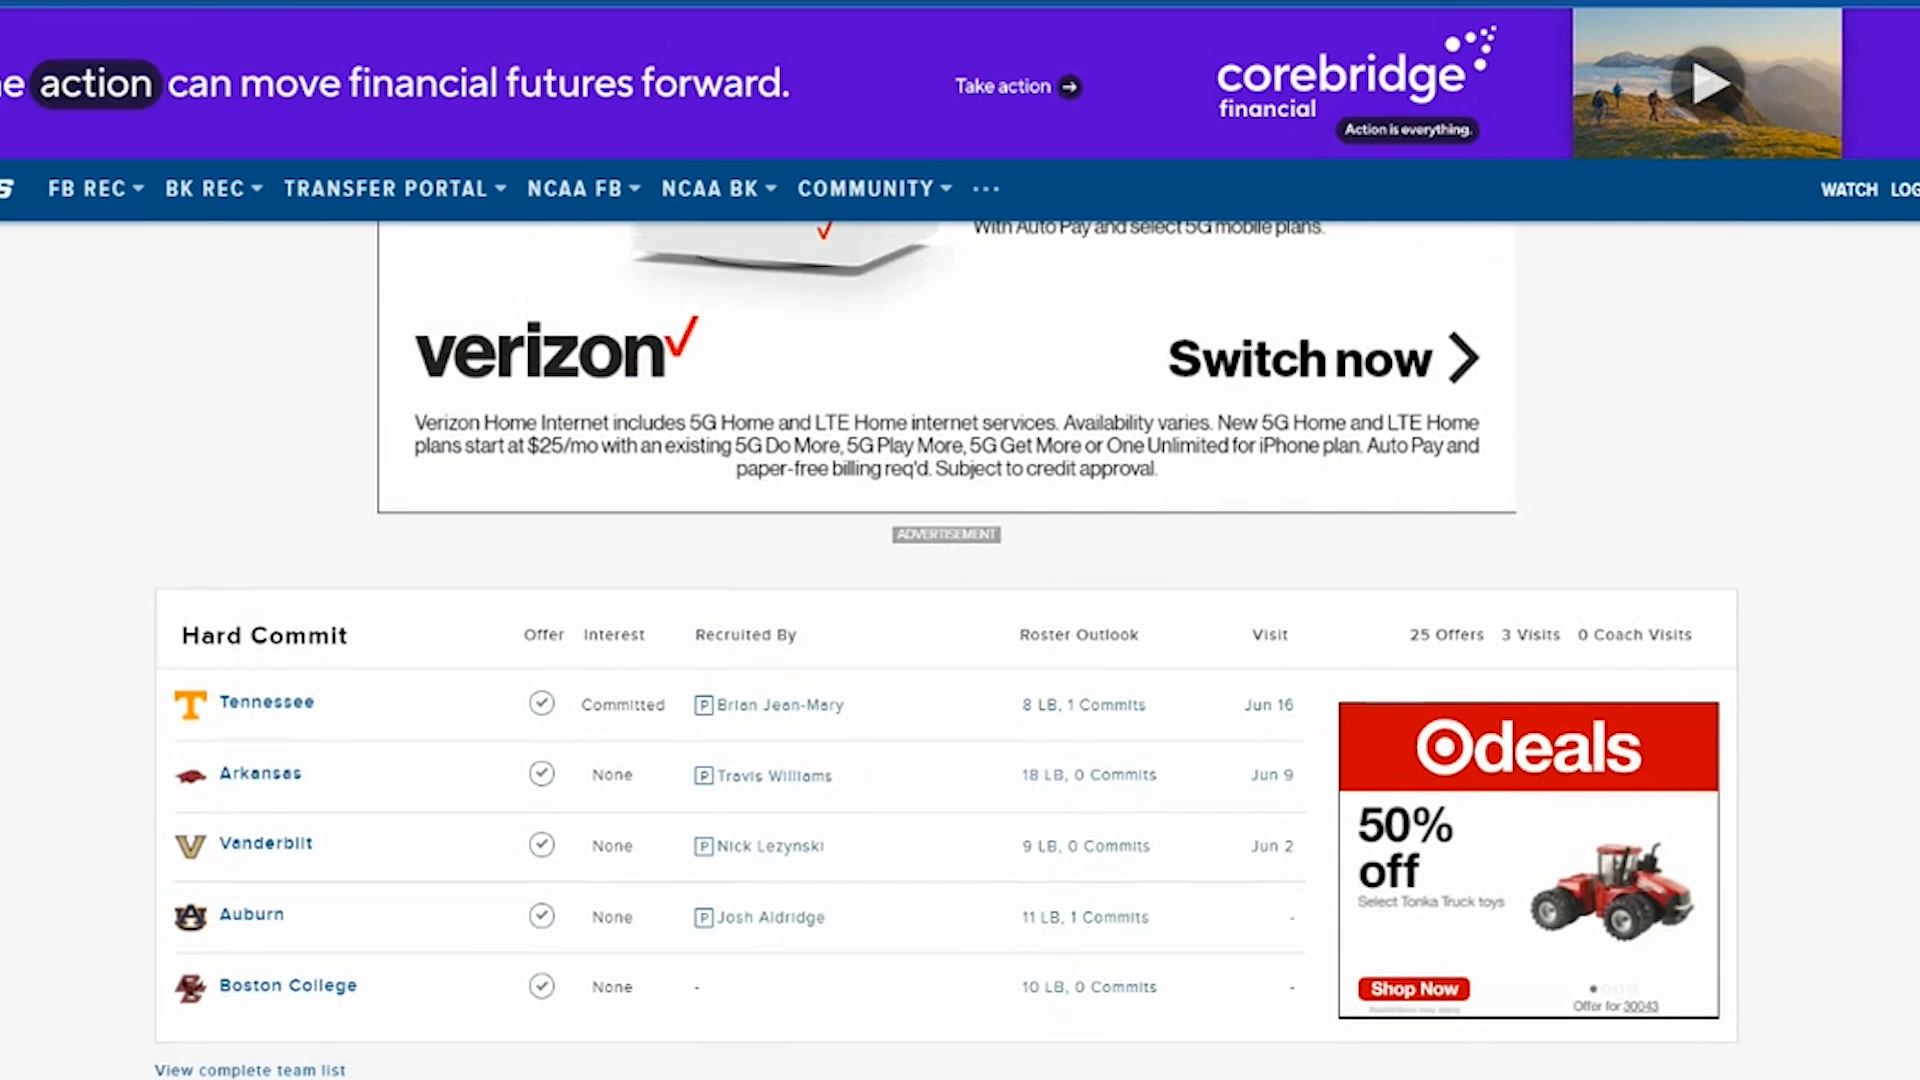 action can move financial futures forward.
Take action
corebridge
financial
Action is everything.
FB REC BK REC TRANSFER PORTAL NCAA FB NCAA BK COMMUNITY ... WATCH LOG
With Auto Pay and select 5G mobile plans.
verizon
Switch now
Verizon Home Internet includes 5G Home and LTE Home internet services. Availability varies. New 5G Home and LTE Home
plans start at $25/mo with an existing 5G Do More, 5G Play More, 5G Get More or One Unlimited for iPhone plan. Auto Pay and
paper-free billing req'd. Subject to credit approval.
ADVERTISEMENT
Hard Commit Offer Interest Recruited By Roster Outlook Visit 25 Offers 3 Visits 0 Coach Visits
Tennessee Committed P Brian Jean-Mary 8 LB, 1 Commits Jun 16
Arkansas None P Travis Williams 18 LB, 0 Commits Jun 9
Vanderbilt None P Nick Lezynski 9 LB, 0 Commits Jun 2
Auburn None P Josh Aldridge 11 LB, 1 Commits -
Boston College None - 10 LB, 0 Commits -
deals
50%
off
Select Tonka Truck toys
Shop Now
Offer for 30043
View complete team list